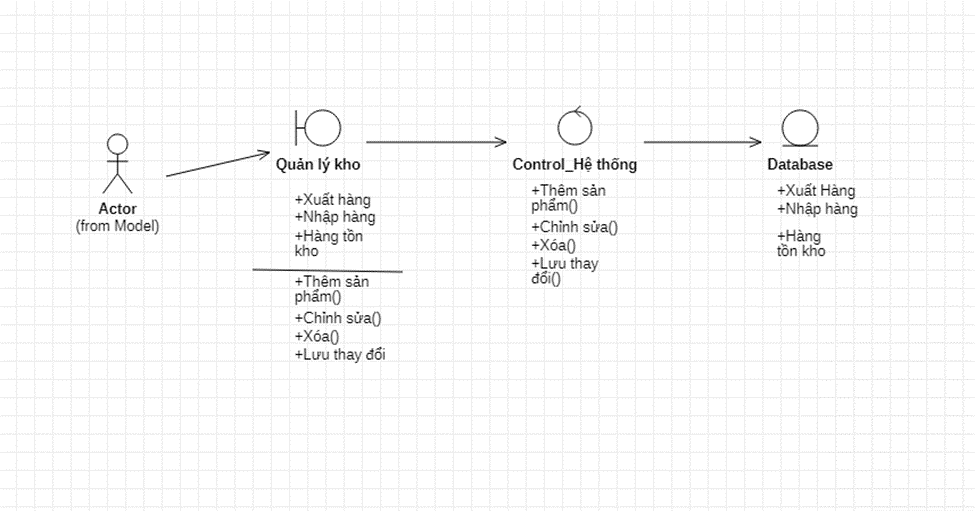 Actor
(from Model)
Quản lý kho
+Xuất hàng
+Nhập hàng
+Hàng tồn
kho
+Thêm sản
phẩm()
+Chỉnh sửa()
+Xóa()
+Lưu thay đổi
Control_Hệ thống
+Thêm sản
phẩm()
+Chỉnh sửa()
+Xóa()
+Lưu thay
đổi()
Database
+Xuất Hàng
+Nhập hàng
+Hàng
tồn kho